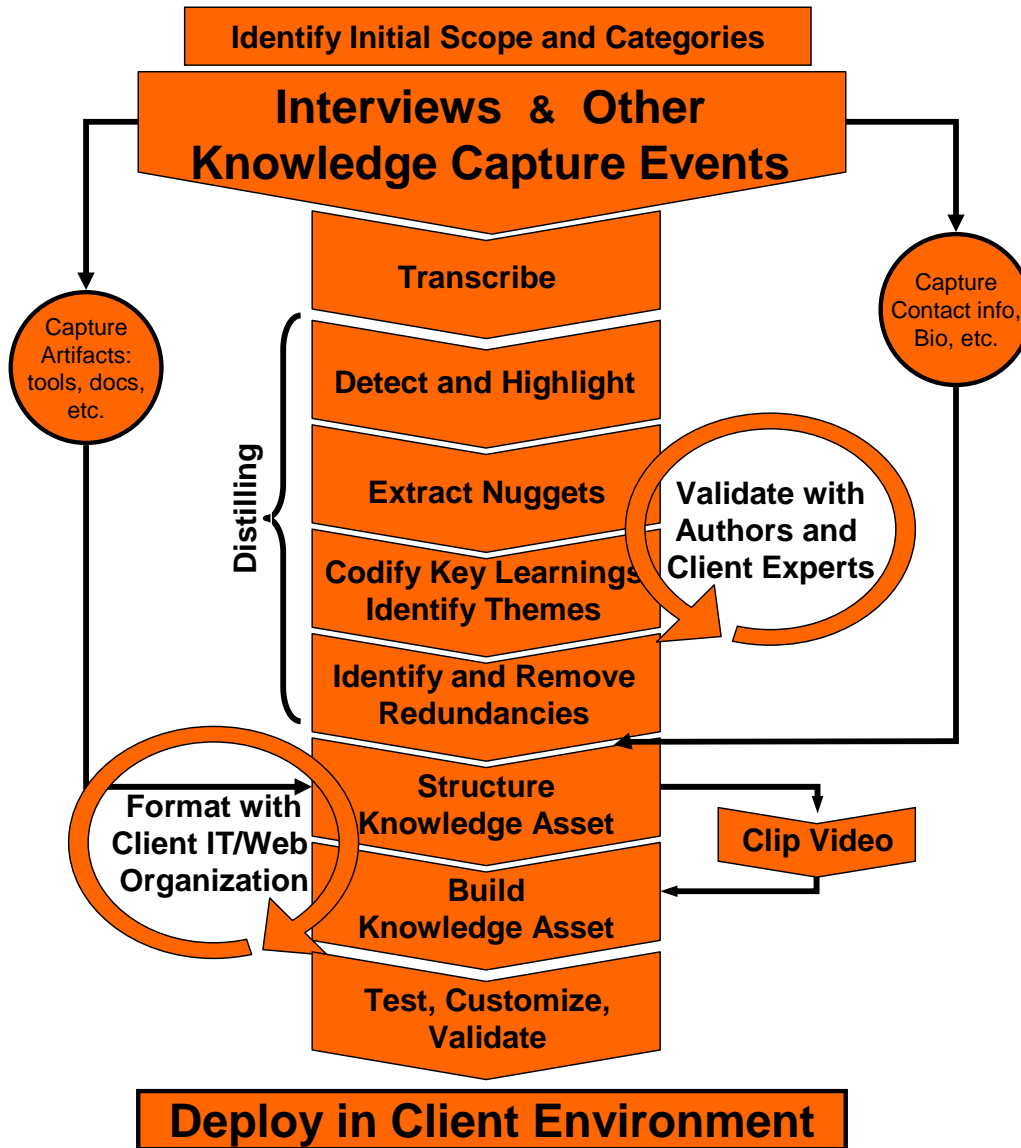 Identify Initial Scope and Categories
Interviews & Other
Knowledge Capture Events
Transcribe
Capture
Artifacts:
tools, docs,
etc.
Capture
Contact info,
Bio, etc.
Detect and Highlight
Distilling
Extract Nuggets
Validate with
Authors and
Client Experts
Codify Key Learnings
Identify Themes
Identify and Remove
Redundancies
Structure
Knowledge Asset
Format with
Client IT/Web
Organization
Clip Video
Build
Knowledge Asset
Test, Customize,
Validate
Deploy in Client Environment